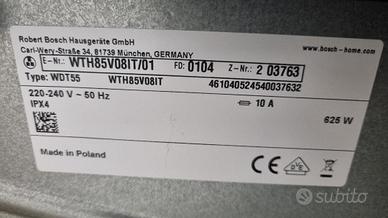 Robert Bosch Hausgeräte GmbH
Carl-Wery-Straße 34, 81739 München, GERMANY
www.bosch-home.com
E-Nr.: WTH85V08IT/01 FD: 0104 Z-Nr.: 2 03763
Type: WDT55 WTH85V08IT 461040524540037632
220-240 V ~ 50 Hz 10 A
IPX4 625 W
Made in Poland
CE
subito